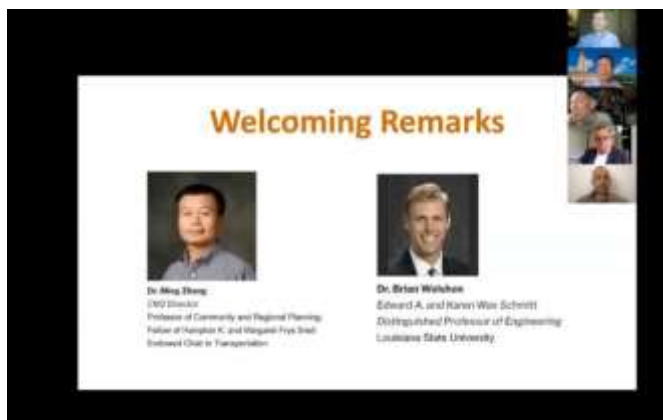 Welcoming Remarks
Dr. Ming Zhang
CM2 Director
Professor of Community and Regional Planning
Fellow of Hampton K. and Margaret Frye Snell
Endowed Chair in Transportation
Dr. Brian Wolshon
Edward A. and Karen Wax Schmitt
Distinguished Professor of Engineering
Louisiana State University